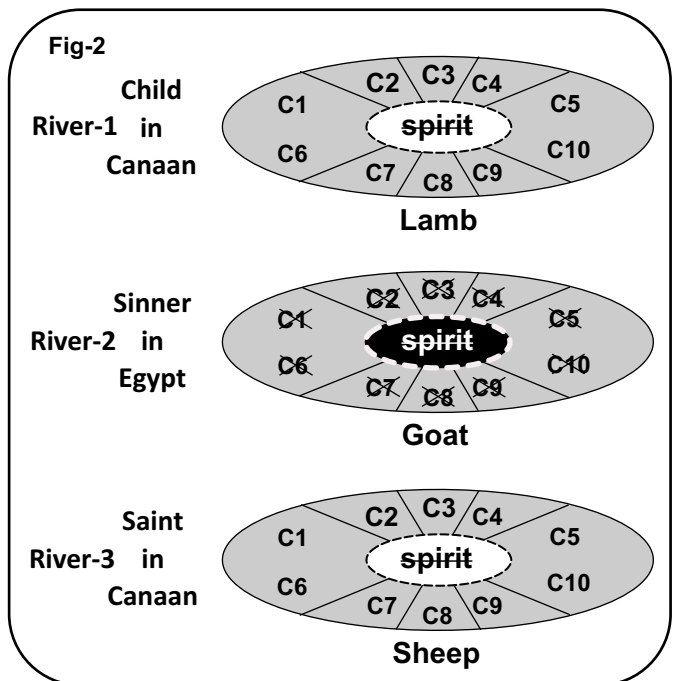 Fig-2
Child
River-1 in
Canaan
C1 C2 C3 C4 C5
spirit
C6 C7 C8 C9 C10
Lamb
Sinner
River-2 in
Egypt
C1 C2 C3 C4 C5
spirit
C6 C7 C8 C9 C10
Goat
Saint
River-3 in
Canaan
C1 C2 C3 C4 C5
spirit
C6 C7 C8 C9 C10
Sheep